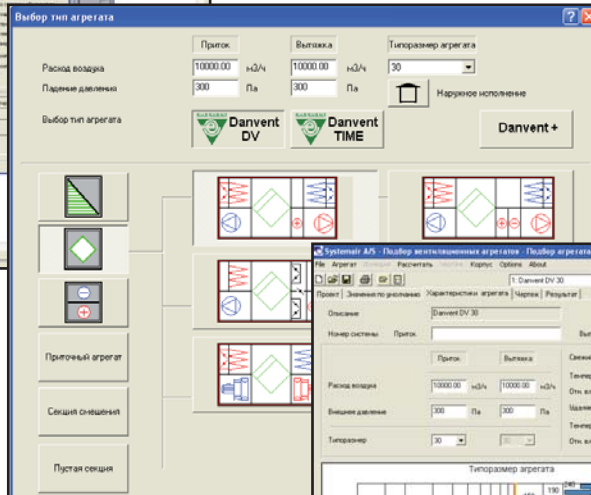 Выбор тип агрегата
Приток Вытяжка Типоразмер агрегата
Расход воздуха 10000.00 м3/ч 10000.00 м3/ч 30
Падение давления 300 Па 300 Па
Наружное исполнение
Выбор тип агрегата Danvent DV Danvent TIME Danvent +
Приточный агрегат
Секция смешения
Пустая секция
Systemair A/S - Подбор вентиляционных агрегатов - Подбор агрегата
File Агрегат Рассчитать Корпус Options About
1: Danvent DV 30
Проект Значения по умолчанию Характеристики агрегата Чертеж Результат
Описание Danvent DV 30
Номер системы Приток
Приток Вытяжка
Расход воздуха 10000.00 м3/ч 10000.00 м3/ч
Внешнее давление 300 Па 300 Па
Типоразмер 30 30
Типоразмер агрегата
190 240